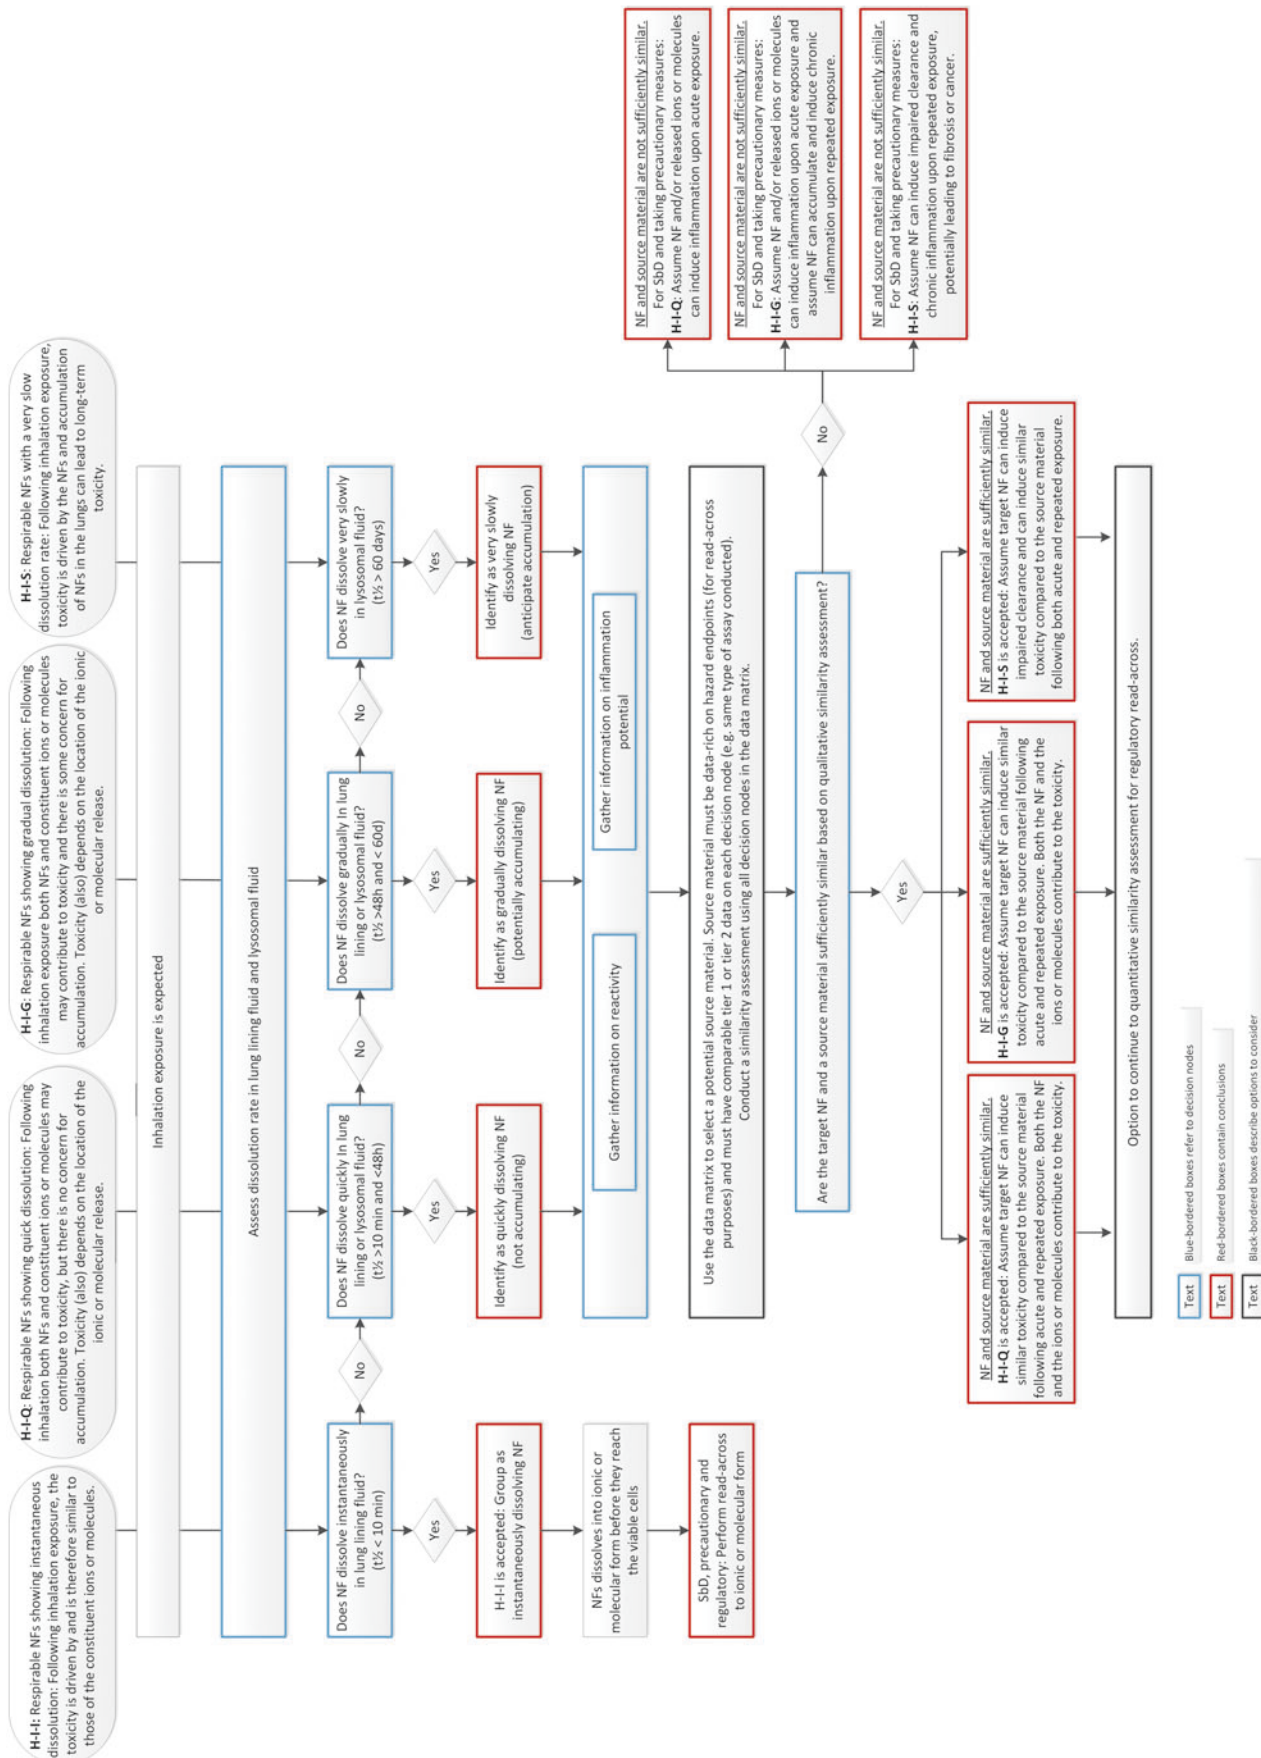 H-I-I: Respirable NFs showing instantaneous
dissolution: Following inhalation exposure, the
toxicity is driven by and is therefore similar to
those of the constituent ions or molecules.
H-I-Q: Respirable NFs showing quick dissolution: Following
inhalation both NFs and constituent ions or molecules may
contribute to toxicity, but there is no concern for
accumulation. Toxicity (also) depends on the location of the
ionic or molecular release.
H-I-G: Respirable NFs showing gradual dissolution: Following
inhalation exposure both NFs and constituent ions or molecules
may contribute to toxicity and there is some concern for
accumulation. Toxicity (also) depends on the location of the ionic
or molecular release.
H-I-S: Respirable NFs with a very slow
dissolution rate: Following inhalation exposure,
toxicity is driven by the NFs and accumulation
of NFs in the lungs can lead to long-term
toxicity.
Inhalation exposure is expected
Assess dissolution rate in lung lining fluid and lysosomal fluid
Does NF dissolve instantaneously
in lung lining fluid?
(t½ < 10 min)
No
Does NF dissolve quickly In lung
lining or lysosomal fluid?
(t½ >10 min and <48h)
No
Does NF dissolve gradually In lung
lining or lysosomal fluid?
(t½ >48h and < 60d)
No
Does NF dissolve very slowly
in lysosomal fluid?
(t½ > 60 days)
Yes
Yes
Yes
Yes
H-I-I is accepted: Group as
instantaneously dissolving NF
Identify as quickly dissolving NF
(not accumulating)
Identify as gradually dissolving NF
(potentially accumulating)
Identify as very slowly
dissolving NF
(anticipate accumulation)
NFs dissolves into ionic or
molecular form before they reach
the viable cells
Gather information on reactivity
Gather information on inflammation
potential
SbD, precautionary and
regulatory: Perform read-across
to ionic or molecular form
Use the data matrix to select a potential source material. Source material must be data-rich on hazard endpoints (for read-across
purposes) and must have comparable tier 1 or tier 2 data on each decision node (e.g. same type of assay conducted).
Conduct a similarity assessment using all decision nodes in the data matrix.
Are the target NF and a source material sufficiently similar based on qualitative similarity assessment?
No
NF and source material are not sufficiently similar.
For SbD and taking precautionary measures:
H-I-Q: Assume NF and/or released ions or molecules
can induce inflammation upon acute exposure.
NF and source material are not sufficiently similar.
For SbD and taking precautionary measures:
H-I-G: Assume NF and/or released ions or molecules
can induce inflammation upon acute exposure and
assume NF can accumulate and induce chronic
inflammation upon repeated exposure.
NF and source material are not sufficiently similar.
For SbD and taking precautionary measures:
H-I-S: Assume NF can induce impaired clearance and
chronic inflammation upon repeated exposure,
potentially leading to fibrosis or cancer.
Yes
NF and source material are sufficiently similar.
H-I-Q is accepted: Assume target NF can induce
similar toxicity compared to the source material
following acute and repeated exposure. Both the NF
and the ions or molecules contribute to the toxicity.
NF and source material are sufficiently similar.
H-I-G is accepted: Assume target NF can induce similar
toxicity compared to the source material following
acute and repeated exposure. Both the NF and the
ions or molecules contribute to the toxicity.
NF and source material are sufficiently similar.
H-I-S is accepted: Assume target NF can induce
impaired clearance and can induce similar
toxicity compared to the source material
following both acute and repeated exposure.
Option to continue to quantitative similarity assessment for regulatory read-across.
Text Blue-bordered boxes refer to decision nodes
Text Red-bordered boxes contain conclusions
Text Black-bordered boxes describe options to consider